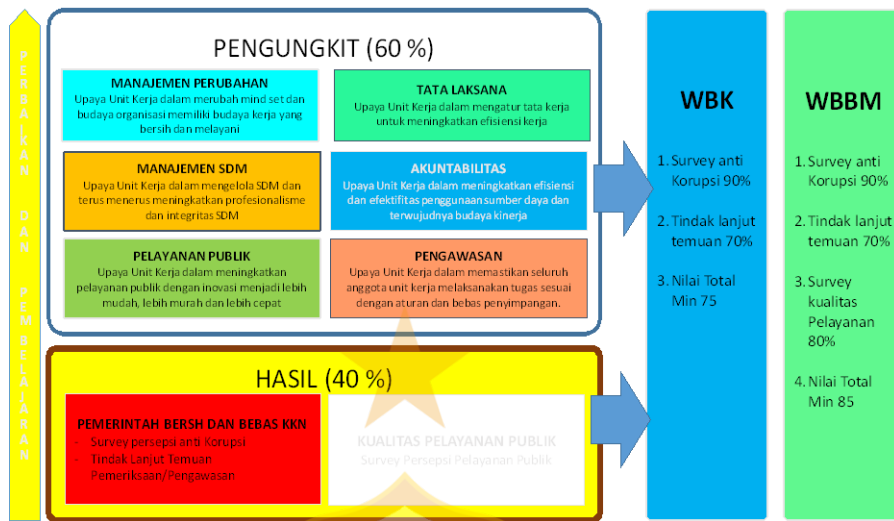 PERBAIKAN DAN PEMBELAJARAN
PENGUNGKIT (60 %)
MANAJEMEN PERUBAHAN
Upaya Unit Kerja dalam merubah mind set dan
budaya organisasi memiliki budaya kerja yang
bersih dan melayani
TATA LAKSANA
Upaya Unit Kerja dalam mengatur tata kerja
untuk meningkatkan efisiensi kerja
MANAJEMEN SDM
Upaya Unit Kerja dalam mengelola SDM dan
terus menerus meningkatkan profesionalisme
dan integritas SDM
AKUNTABILITAS
Upaya Unit Kerja dalam meningkatkan efisiensi
dan efektifitas penggunaan sumber daya dan
terwujudnya budaya kinerja
PELAYANAN PUBLIK
Upaya Unit Kerja dalam meningkatkan
pelayanan publik dengan inovasi menjadi lebih
mudah, lebih murah dan lebih cepat
PENGAWASAN
Upaya Unit Kerja dalam memastikan seluruh
anggota unit kerja melaksanakan tugas sesuai
dengan aturan dan bebas penyimpangan.
HASIL (40 %)
PEMERINTAH BERSH DAN BEBAS KKN
- Survey persepsi anti Korupsi
- Tindak Lanjut Temuan
Pemeriksaan/Pengawasan
KUALITAS PELAYANAN PUBLIK
Survey Persepsi Pelayanan Publik
WBK
1. Survey anti
Korupsi 90%
2. Tindak lanjut
temuan 70%
3. Nilai Total
Min 75
WBBM
1. Survey anti
Korupsi 90%
2. Tindak lanjut
temuan 70%
3. Survey
kualitas
Pelayanan
80%
4. Nilai Total
Min 85